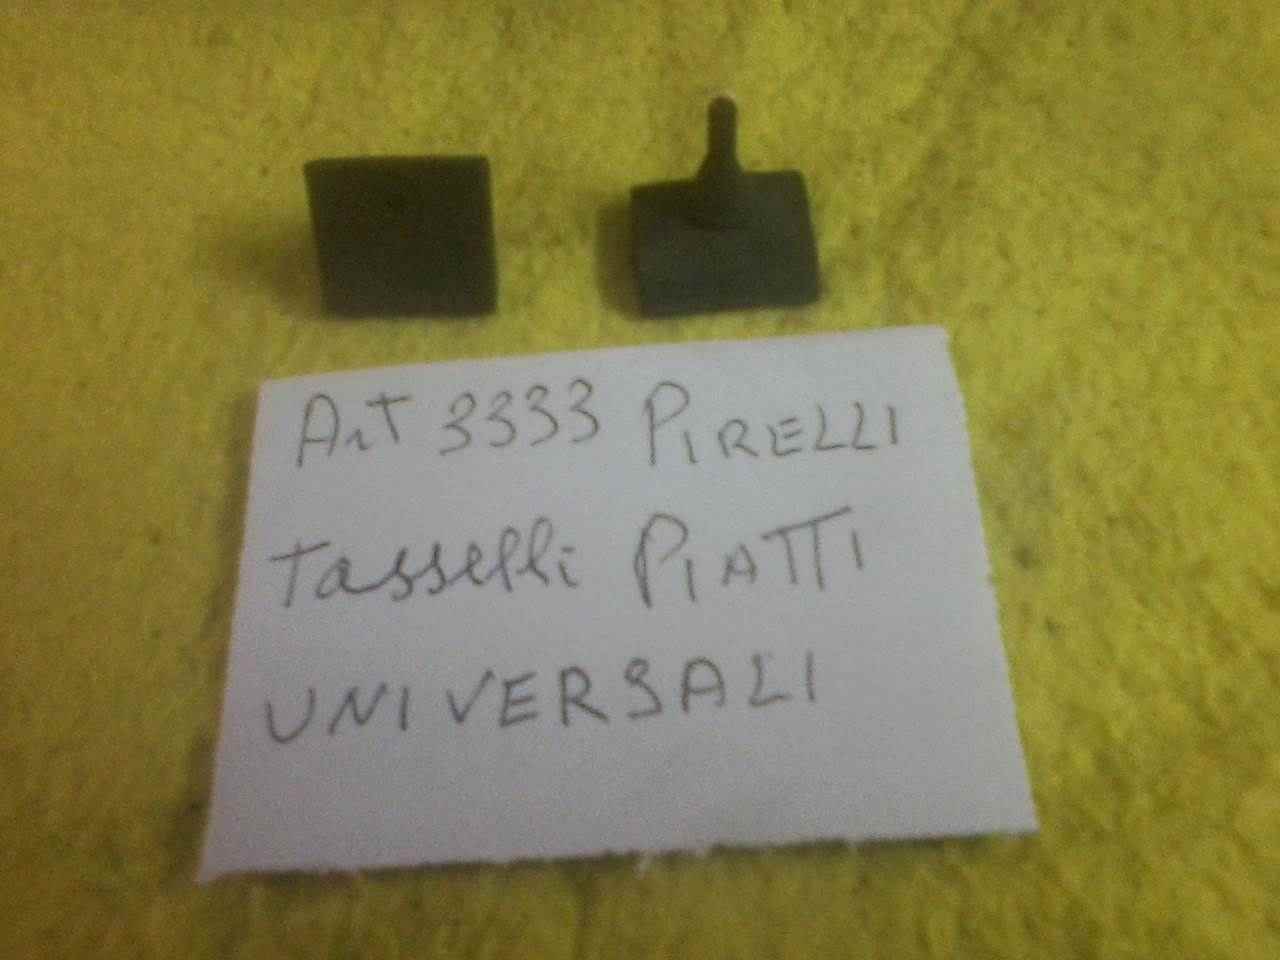 Art 3333 PIRELLI
Tasselli PIATTI
UNIVERSALI